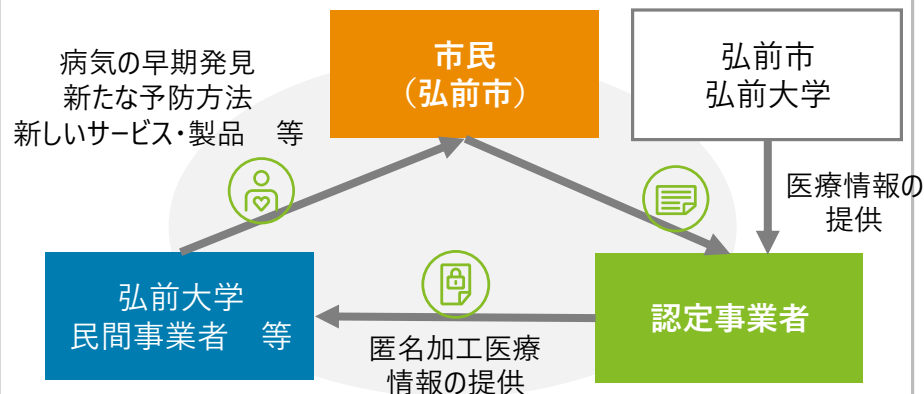 病気の早期発見
新たな予防方法
新しいサービス・製品　等
市民
（弘前市）
弘前市
弘前大学
医療情報の
提供
弘前大学
民間事業者　等
匿名加工医療
情報の提供
認定事業者